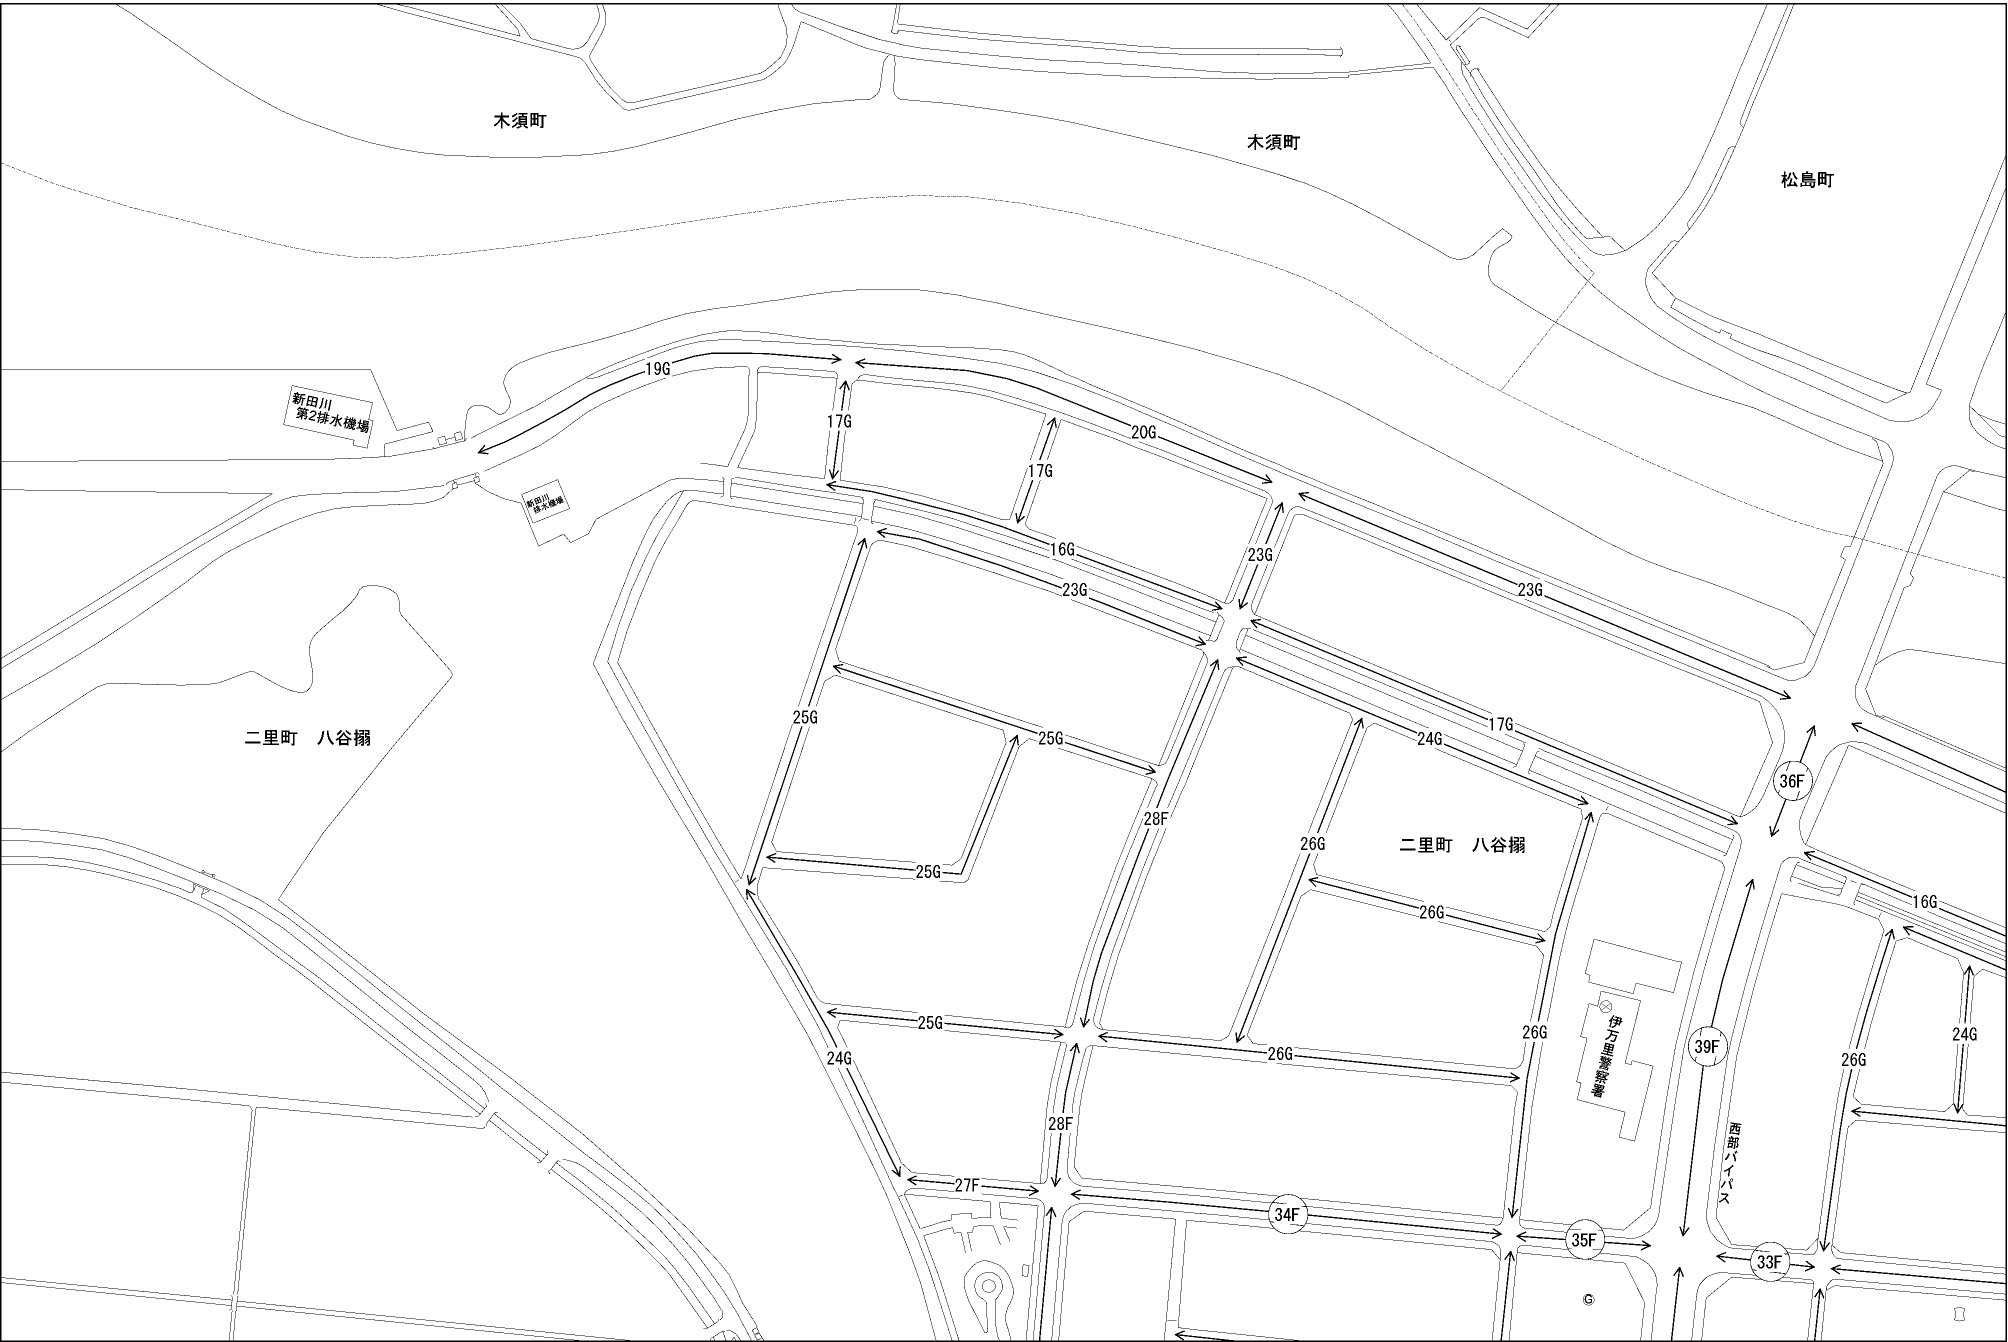 木須町
木須町
松島町
19G
新田川
第2排水機場
17G
20G
17G
新田川
排水機場
16G
23G
23G
23G
25G
25G
17G
24G
二里町　八谷搦
36F
28F
26G
二里町　八谷搦
25G
16G
26G
25G
26G
26G
伊万里警察署
39F
24G
24G
26G
28F
西部バイパス
27F
34F
35F
33F
G